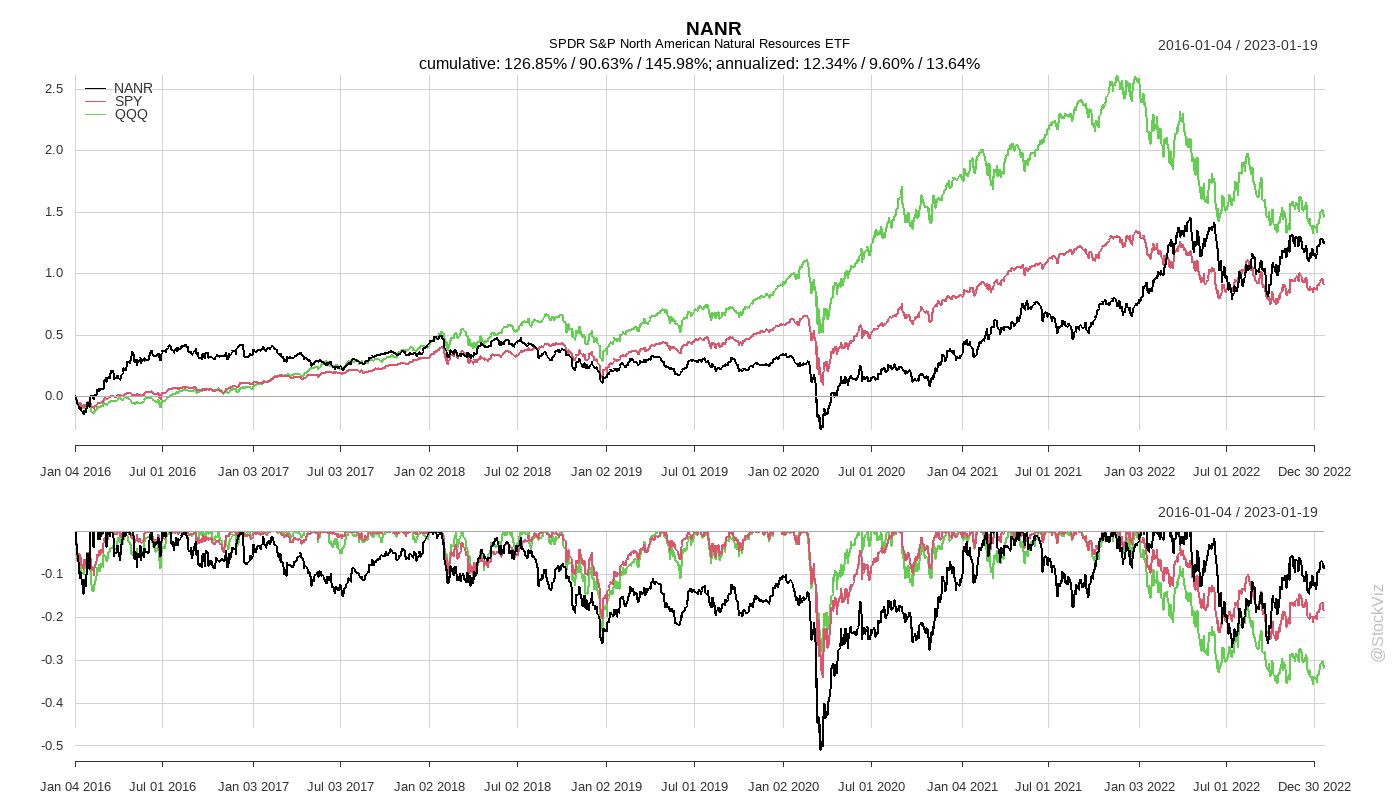 NANR
SPDR S&P North American Natural Resources ETF
2016-01-04 / 2023-01-19
cumulative: 126.85% / 90.63% / 145.98%; annualized: 12.34% / 9.60% / 13.64%
NANR
SPY
QQQ
2.5
2.0
1.5
1.0
0.5
0.0
Jan 04 2016 Jul 01 2016 Jan 03 2017 Jul 03 2017 Jan 02 2018 Jul 02 2018 Jan 02 2019 Jul 01 2019 Jan 02 2020 Jul 01 2020 Jan 04 2021 Jul 01 2021 Jan 03 2022 Jul 01 2022 Dec 30 2022
2016-01-04 / 2023-01-19
-0.1
-0.2
-0.3
-0.4
-0.5
Jan 04 2016 Jul 01 2016 Jan 03 2017 Jul 03 2017 Jan 02 2018 Jul 02 2018 Jan 02 2019 Jul 01 2019 Jan 02 2020 Jul 01 2020 Jan 04 2021 Jul 01 2021 Jan 03 2022 Jul 01 2022 Dec 30 2022
@StockViz